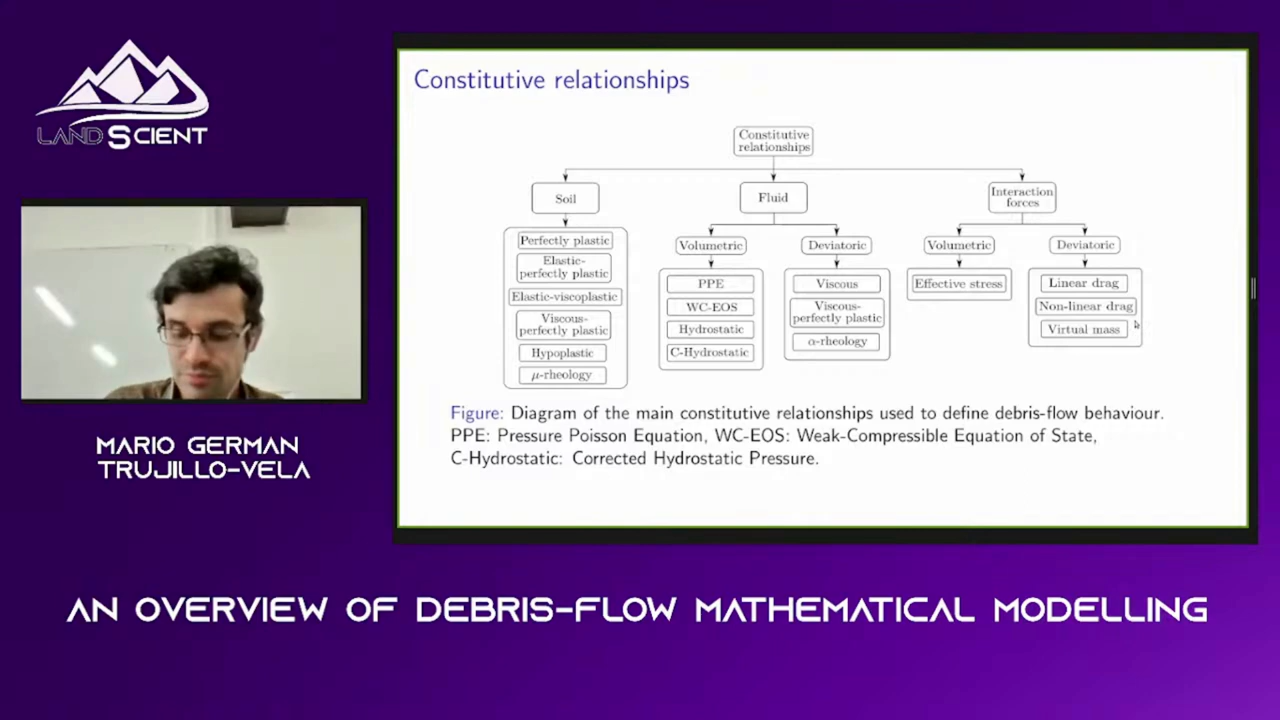 LANDSCIENT
MARIO GERMAN
TRUJILLO-VELA
Constitutive relationships
Constitutive
relationships
Soil
Perfectly plastic
Elastic-
perfectly plastic
Elastic-viscoplastic
Viscous-
perfectly plastic
Hypoplastic
μ-rheology
Fluid
Volumetric
PPE
WC-EOS
Hydrostatic
C-Hydrostatic
Deviatoric
Viscous
Viscous-
perfectly plastic
α-rheology
Interaction
forces
Volumetric
Effective stress
Deviatoric
Linear drag
Non-linear drag
Virtual mass
Figure: Diagram of the main constitutive relationships used to define debris-flow behaviour.
PPE: Pressure Poisson Equation, WC-EOS: Weak-Compressible Equation of State,
C-Hydrostatic: Corrected Hydrostatic Pressure.
AN OVERVIEW OF DEBRIS-FLOW MATHEMATICAL MODELLING